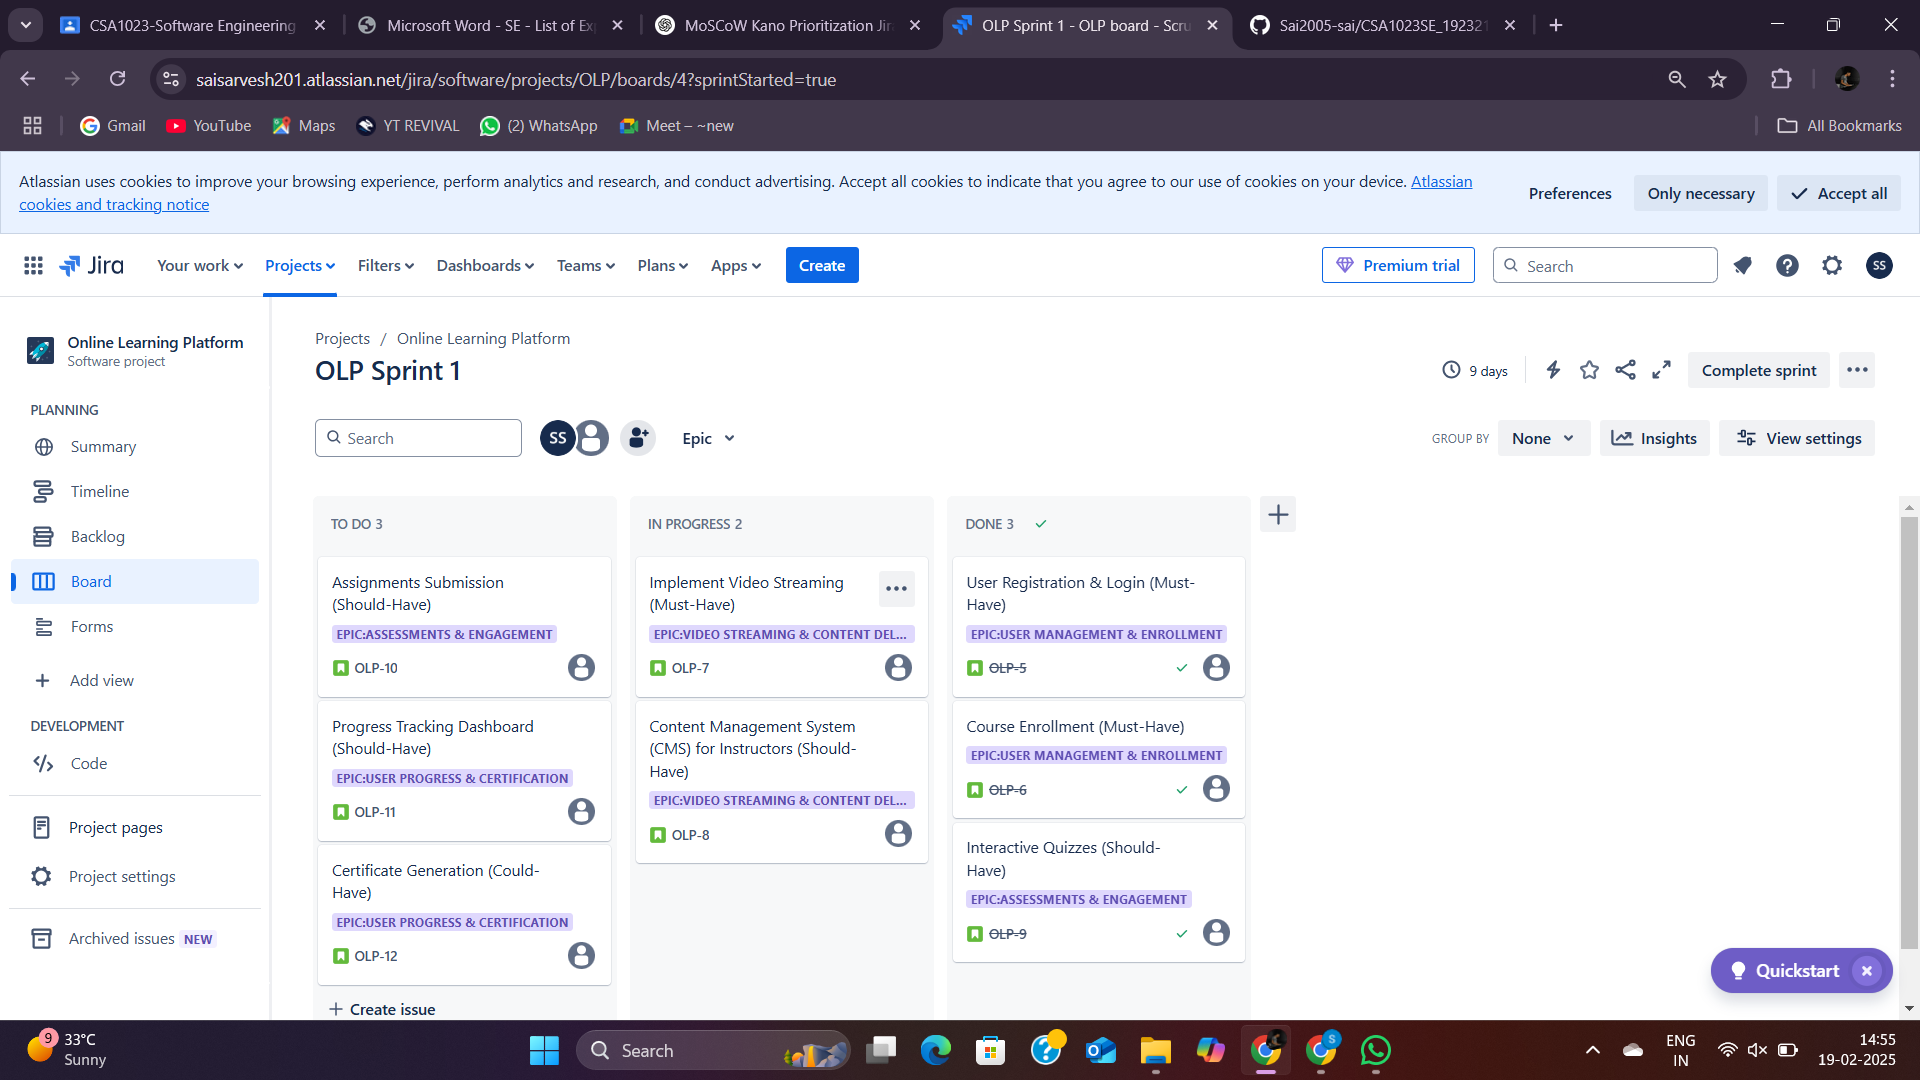 CSA1023-Software Engineering
Microsoft Word - SE - List of Ex
MoSCoW Kano Prioritization Jir
OLP Sprint 1 - OLP board - Scru
Sai2005-sai/CSA1023SE_192321
saisarvesh201.atlassian.net/jira/software/projects/OLP/boards/4?sprintStarted=true
Gmail
YouTube
Maps
YT REVIVAL
(2) WhatsApp
Meet – ~new
All Bookmarks
Atlassian uses cookies to improve your browsing experience, perform analytics and research, and conduct advertising. Accept all cookies to indicate that you agree to our use of cookies on your device. Atlassian
cookies and tracking notice
Preferences
Only necessary
Accept all
Jira
Your work
Projects
Filters
Dashboards
Teams
Plans
Apps
Create
Premium trial
Search
SS
Online Learning Platform
Software project
PLANNING
Summary
Timeline
Backlog
Board
Forms
Add view
DEVELOPMENT
Code
Project pages
Project settings
Archived issues NEW
Projects / Online Learning Platform
OLP Sprint 1
9 days
Complete sprint
Search
SS
Epic
GROUP BY
None
Insights
View settings
TO DO 3
Assignments Submission
(Should-Have)
EPIC:ASSESSMENTS & ENGAGEMENT
OLP-10
Progress Tracking Dashboard
(Should-Have)
EPIC:USER PROGRESS & CERTIFICATION
OLP-11
Certificate Generation (Could-
Have)
EPIC:USER PROGRESS & CERTIFICATION
OLP-12
Create issue
IN PROGRESS 2
Implement Video Streaming
(Must-Have)
EPIC:VIDEO STREAMING & CONTENT DEL...
OLP-7
Content Management System
(CMS) for Instructors (Should-
Have)
EPIC:VIDEO STREAMING & CONTENT DEL...
OLP-8
DONE 3
User Registration & Login (Must-
Have)
EPIC:USER MANAGEMENT & ENROLLMENT
OLP-5
Course Enrollment (Must-Have)
EPIC:USER MANAGEMENT & ENROLLMENT
OLP-6
Interactive Quizzes (Should-
Have)
EPIC:ASSESSMENTS & ENGAGEMENT
OLP-9
Quickstart
9
33°C
Sunny
Search
S
ENG
IN
14:55
19-02-2025